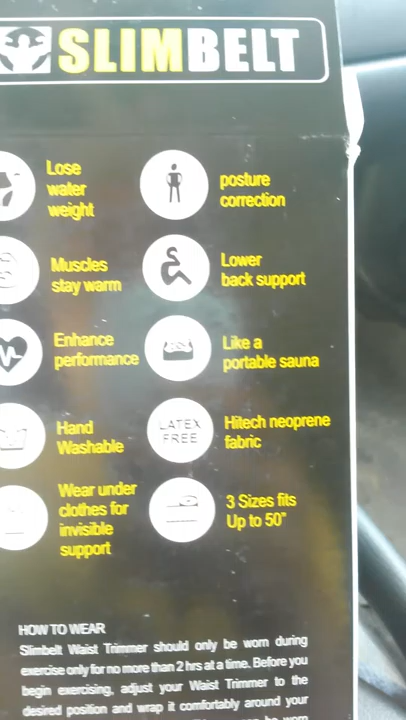 SLIMBELT
Lose
water
weight
posture
correction
Muscles
stay warm
Lower
back support
Enhance
performance
Like a
portable sauna
Hand
Washable
LATEX
FREE
Hitech neoprene
fabric
Wear under
clothes for
invisible
support
3 Sizes fits
Up to 50"
HOW TO WEAR
Slimbelt Waist Trimmer should only be worn during
exercise only for no more than 2 hrs at a time. Before you
begin exercising, adjust your Waist Trimmer to the
desired position and wrap it comfortably around your